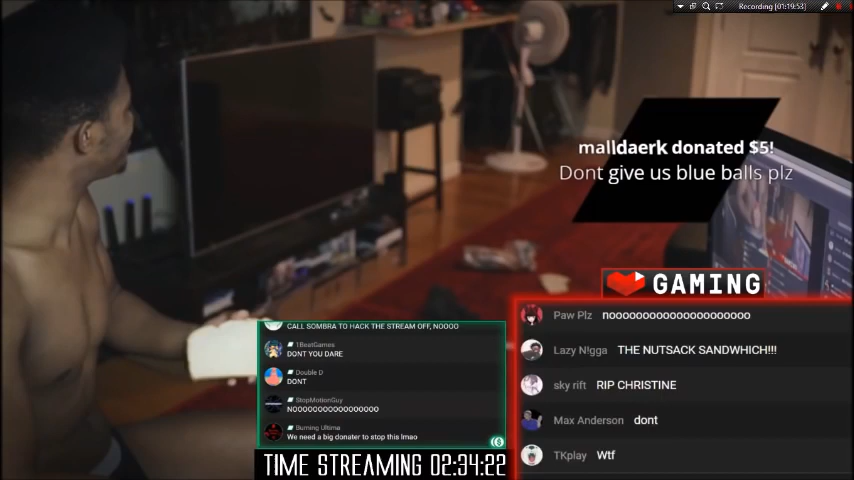 Recording [01:19:53]
malldaerk donated $5!
Dont give us blue balls plz
GAMING
Paw Plz noooooooooooooooooooooo
Lazy N!gga THE NUTSACK SANDWHICH!!!
sky rift RIP CHRISTINE
Max Anderson dont
TKplay Wtf
CALL SOMBRA TO HACK THE STREAM OFF, NOOOO
1BestGames
DONT YOU DARE
Double D
DONT
StopMotionGuy
NOOOOOOOOOOOOOOOO
Burning Ultima
We need a big donater to stop this lmao
TIME STREAMING 02:34:22